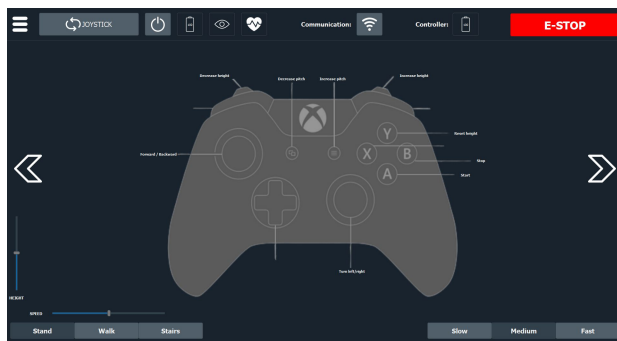 JOYSTICK
Communication:
Controller:
E-STOP
Decrease height
Decrease pitch
Increase pitch
Increase height
Y
Reset height
X
B
Forward / Backward
Stop
A
Start
Turn left/right
HEIGHT
SPEED
Stand
Walk
Stairs
Slow
Medium
Fast